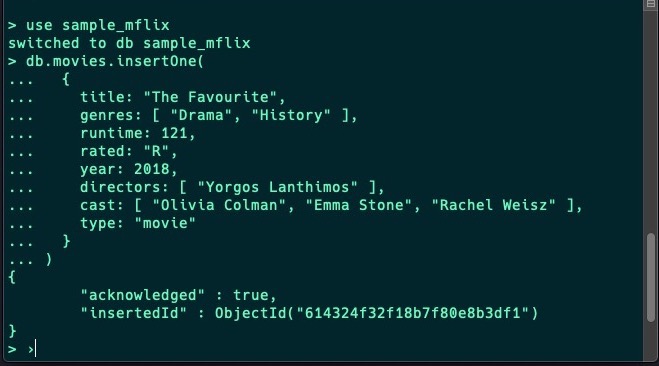 > use sample_mflix
switched to db sample_mflix
> db.movies.insertOne(
...   {
...     title: "The Favourite",
...     genres: [ "Drama", "History" ],
...     runtime: 121,
...     rated: "R",
...     year: 2018,
...     directors: [ "Yorgos Lanthimos" ],
...     cast: [ "Olivia Colman", "Emma Stone", "Rachel Weisz" ],
...     type: "movie"
...   }
... )
{
        "acknowledged" : true,
        "insertedId" : ObjectId("614324f32f18b7f80e8b3df1")
}
> ›